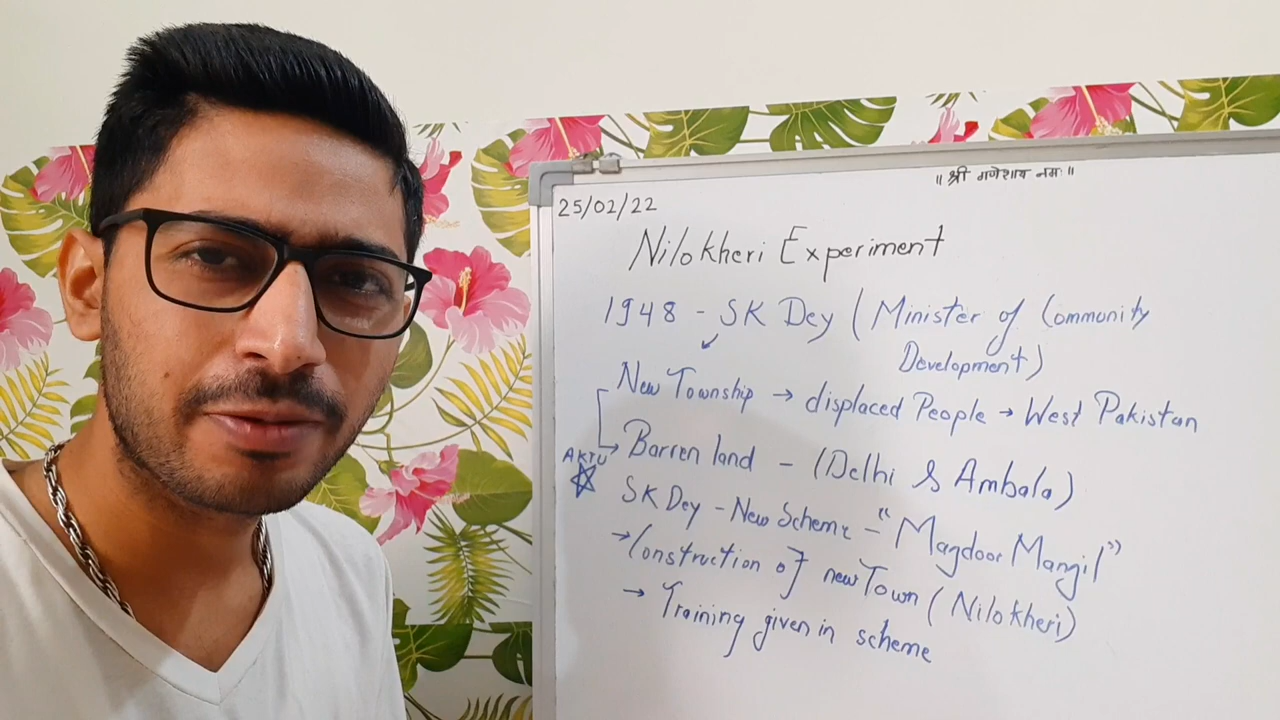 ॥ श्री गणेशाय नमः ॥
25/02/22
Nilokheri Experiment
1948 - SK Dey (Minister of Community
Development)
New Township → displaced People → West Pakistan
Barren land - (Delhi & Ambala)
AKTU
SK Dey - New Scheme - "Mazdoor Manzil"
→ Construction of new Town (Nilokheri)
→ Training given in scheme